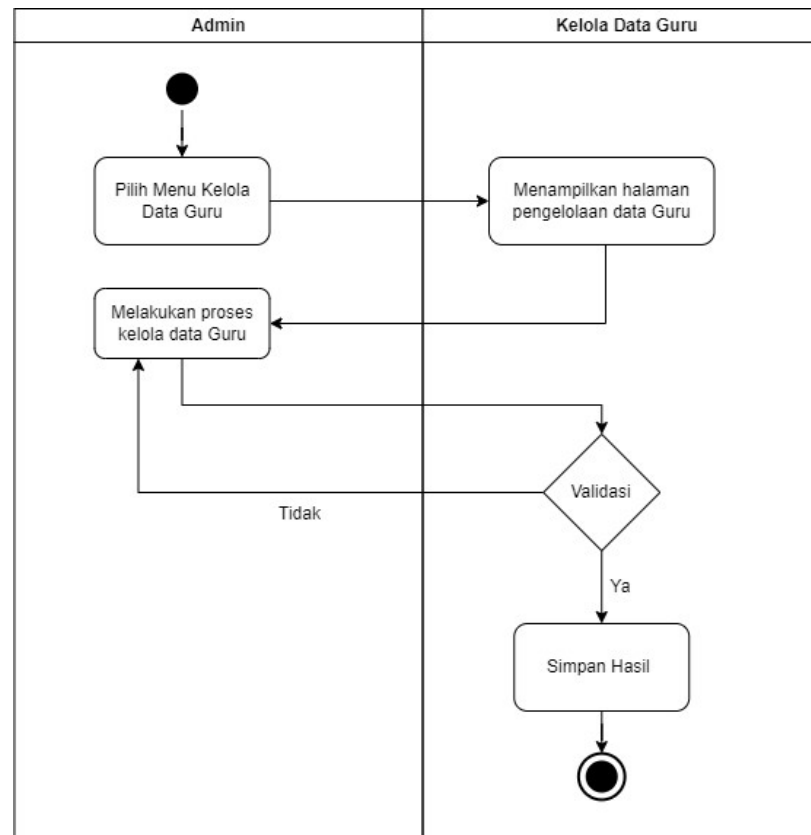 Admin
Kelola Data Guru
Pilih Menu Kelola
Data Guru
Menampilkan halaman
pengelolaan data Guru
Melakukan proses
kelola data Guru
Validasi
Tidak
Ya
Simpan Hasil